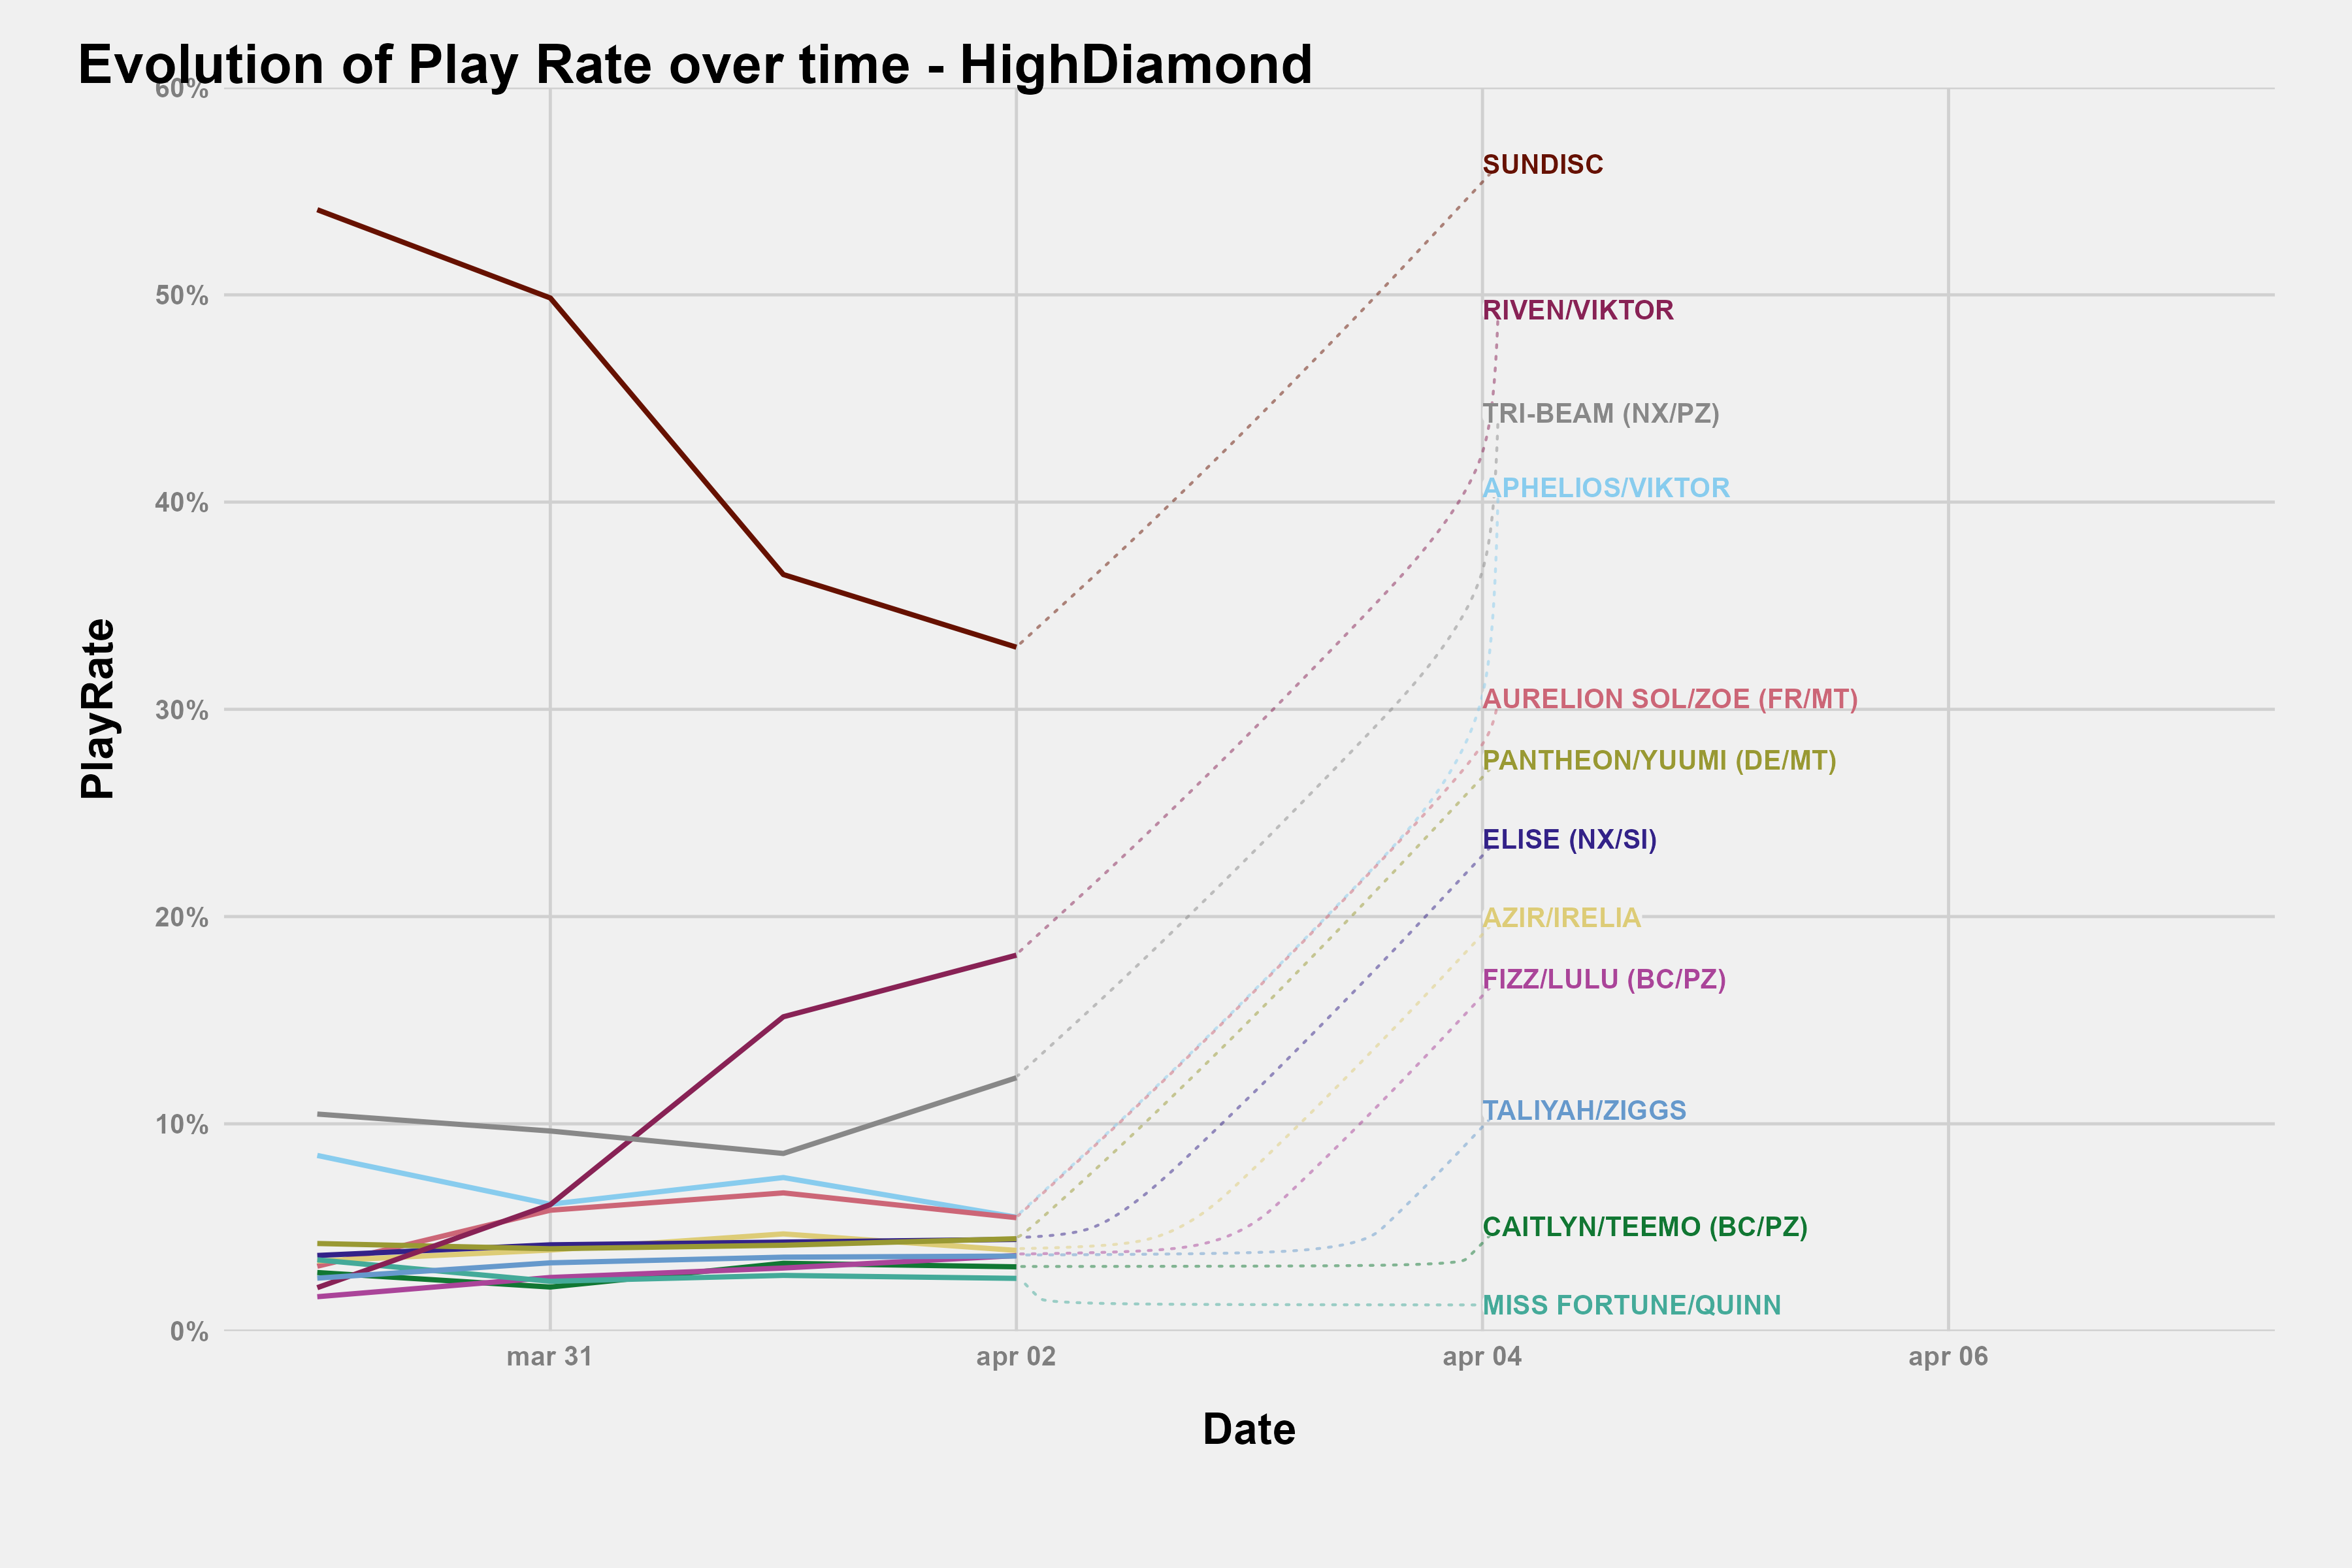 Evolution of Play Rate over time - HighDiamond
60%
SUNDISC
50%
RIVEN/VIKTOR
TRI-BEAM (NX/PZ)
40%
APHELIOS/VIKTOR
PlayRate
30%
AURELION SOL/ZOE (FR/MT)
PANTHEON/YUUMI (DE/MT)
ELISE (NX/SI)
20%
AZIR/IRELIA
FIZZ/LULU (BC/PZ)
10%
TALIYAH/ZIGGS
CAITLYN/TEEMO (BC/PZ)
MISS FORTUNE/QUINN
0%
mar 31 apr 02 apr 04 apr 06
Date